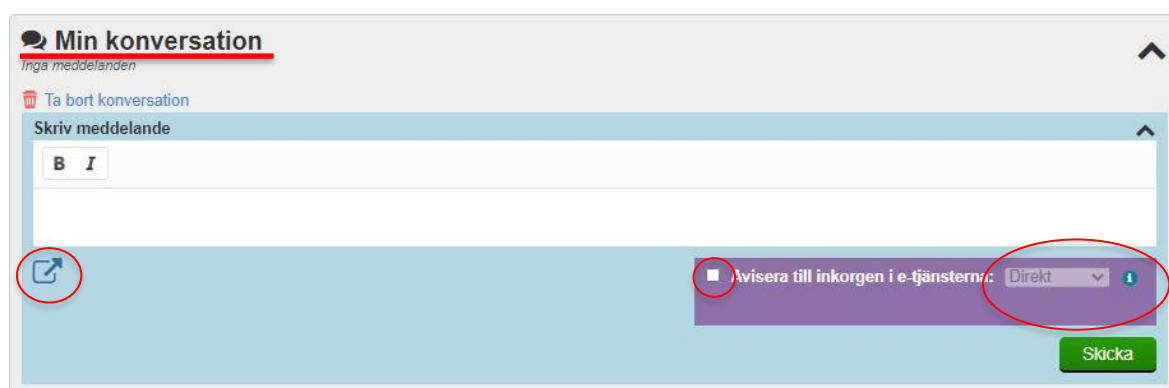 Min konversation
Inga meddelanden
Ta bort konversation
Skriv meddelande
B I
Avisera till inkorgen i e-tjänsterna: Direkt
Skicka